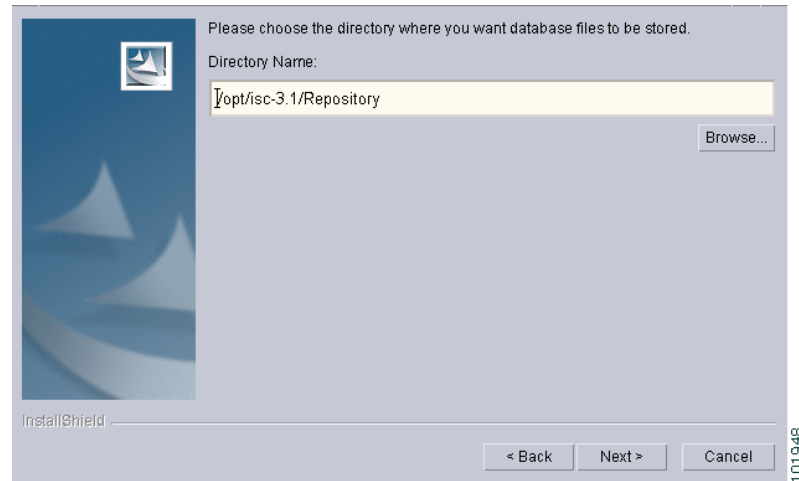 Please choose the directory where you want database files to be stored.
Directory Name:
/opt/isc-3.1/Repository
Browse...
InstallShield
< Back
Next >
Cancel
101948